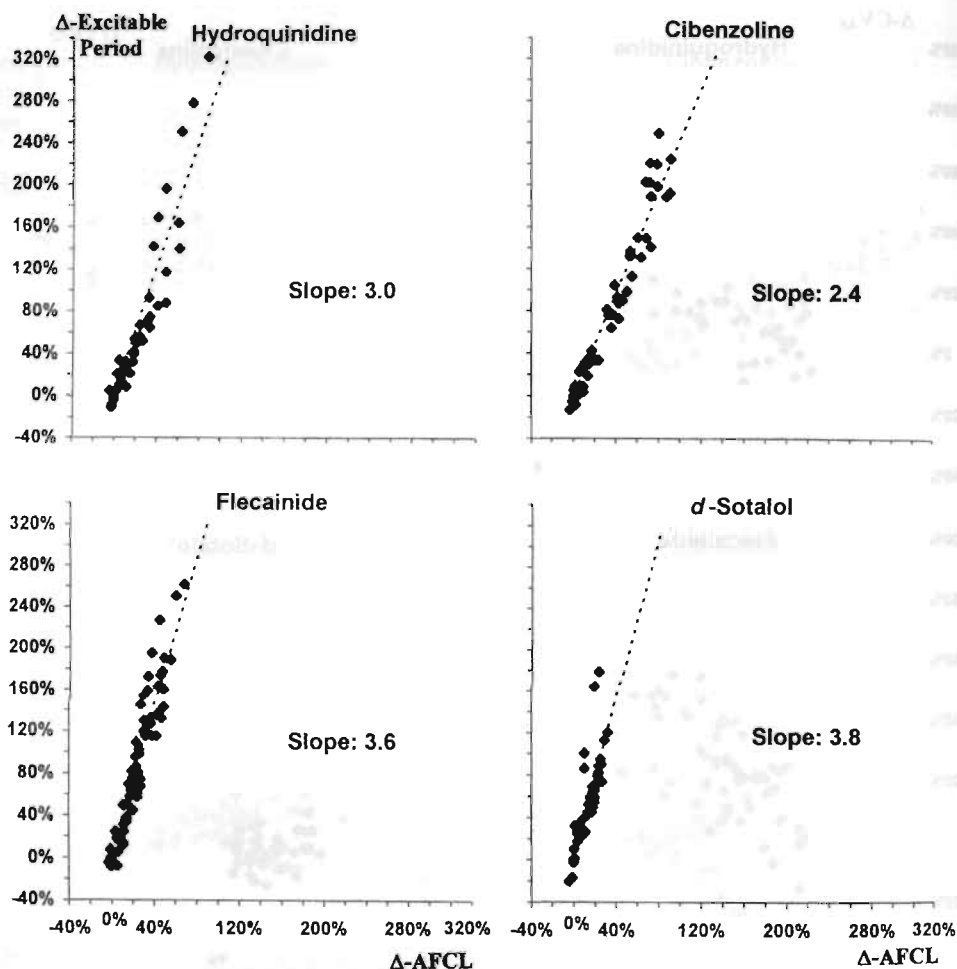 Δ-Excitable Period
Hydroquinidine
320%
280%
240%
200%
160%
120%
80%
40%
0%
-40%
Slope: 3.0
Cibenzoline
Slope: 2.4
Flecainide
320%
280%
240%
200%
160%
120%
80%
40%
0%
-40%
Slope: 3.6
-40% 0% 40% 120% 200% 280%
Δ-AFCL
d-Sotalol
Slope: 3.8
-40% 0% 40% 120% 200% 280% 320%
Δ-AFCL